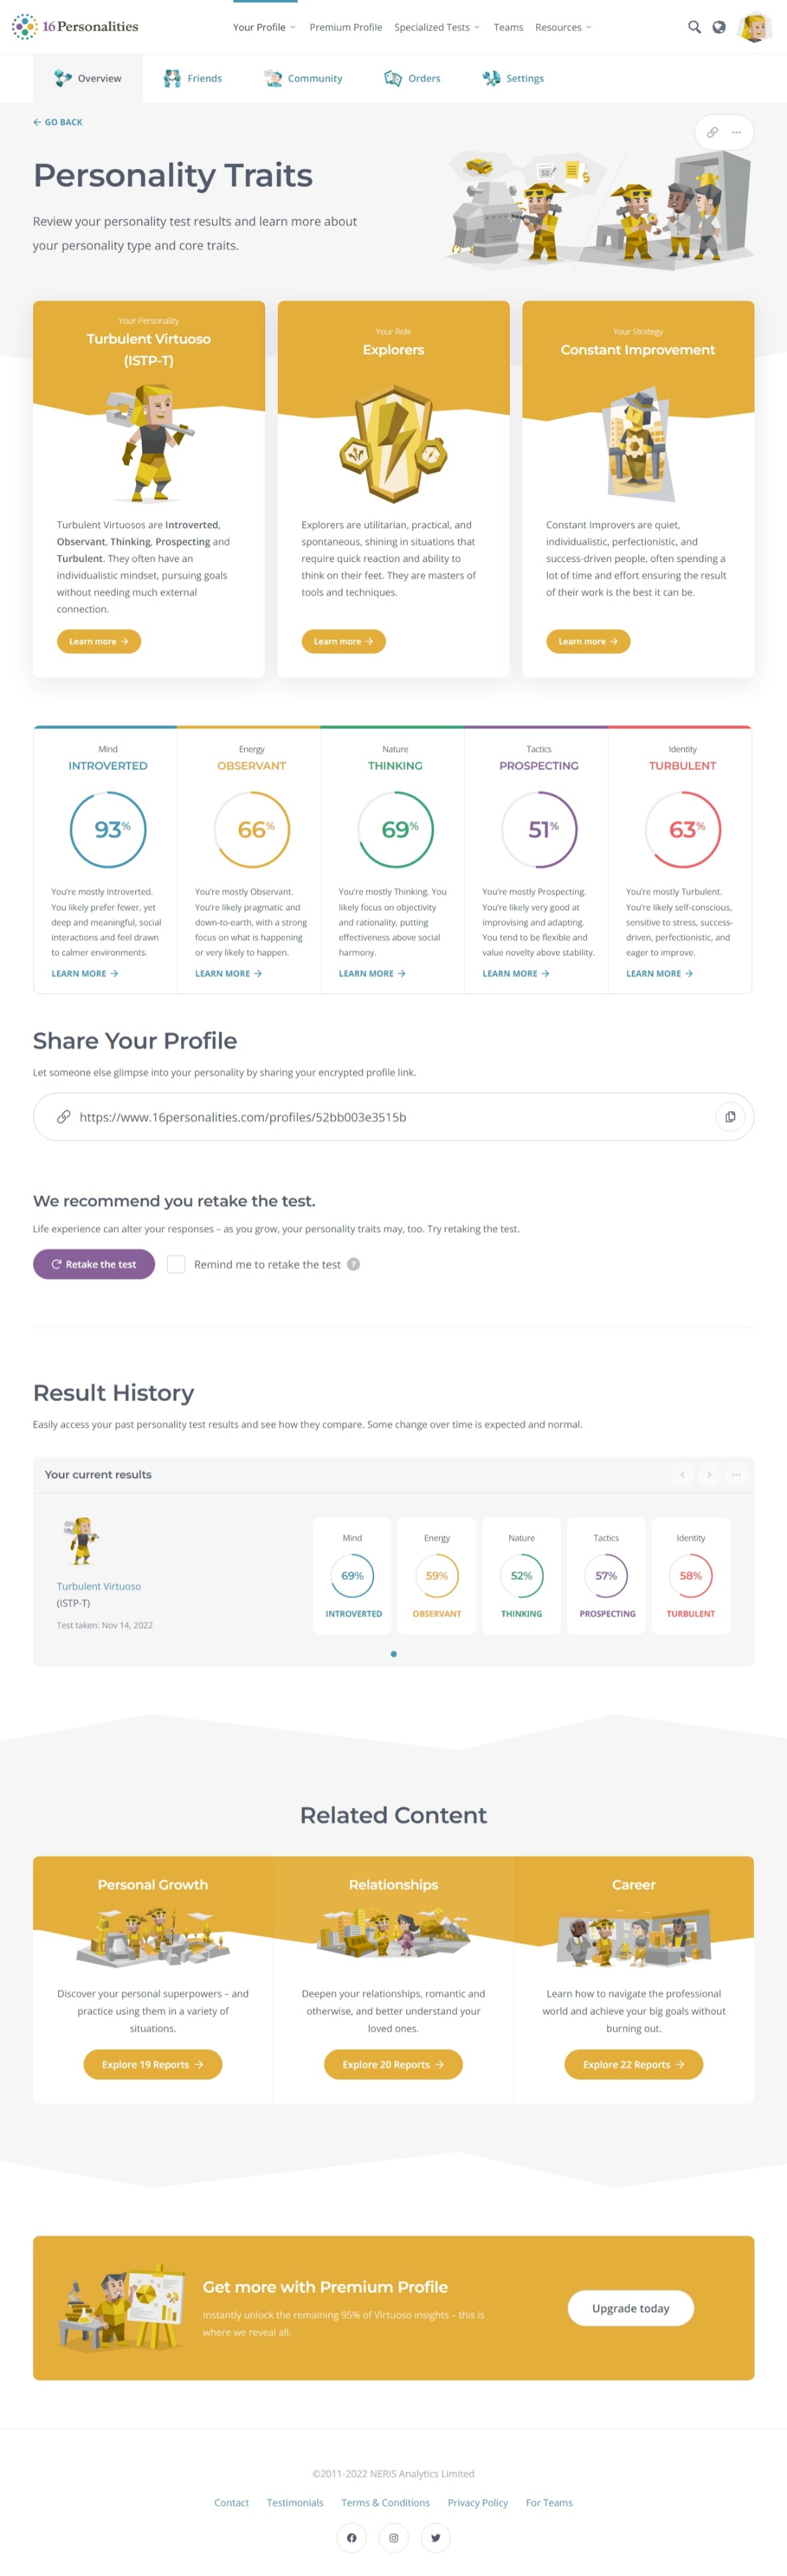 16Personalities
Your Profile
Premium Profile
Specialized Tests
Teams
Resources
Overview
Friends
Community
Orders
Settings
← GO BACK
Personality Traits
Review your personality test results and learn more about
your personality type and core traits.
Your Personality
Turbulent Virtuoso
(ISTP-T)
Turbulent Virtuosos are Introverted,
Observant, Thinking, Prospecting and
Turbulent. They often have an
individualistic mindset, pursuing goals
without needing much external
connection.
Learn more →
Your Role
Explorers
Explorers are utilitarian, practical, and
spontaneous, shining in situations that
require quick reaction and ability to
think on their feet. They are masters of
tools and techniques.
Learn more →
Your Strategy
Constant Improvement
Constant Improvers are quiet,
individualistic, perfectionistic, and
success-driven people, often spending a
lot of time and effort ensuring the result
of their work is the best it can be.
Learn more →
Mind
INTROVERTED
93%
You're mostly Introverted.
You likely prefer fewer, yet
deep and meaningful, social
interactions and feel drawn
to calmer environments.
LEARN MORE →
Energy
OBSERVANT
66%
You're mostly Observant.
You're likely pragmatic and
down-to-earth, with a strong
focus on what is happening
or very likely to happen.
LEARN MORE →
Nature
THINKING
69%
You're mostly Thinking. You
likely focus on objectivity
and rationality, putting
effectiveness above social
harmony.
LEARN MORE →
Tactics
PROSPECTING
51%
You're mostly Prospecting.
You're likely very good at
improvising and adapting.
You tend to be flexible and
value novelty above stability.
LEARN MORE →
Identity
TURBULENT
63%
You're mostly Turbulent.
You're likely self-conscious,
sensitive to stress, success-
driven, perfectionistic, and
eager to improve.
LEARN MORE →
Share Your Profile
Let someone else glimpse into your personality by sharing your encrypted profile link.
https://www.16personalities.com/profiles/52bb003e3515b
We recommend you retake the test.
Life experience can alter your responses – as you grow, your personality traits may, too. Try retaking the test.
Retake the test
Remind me to retake the test ?
Result History
Easily access your past personality test results and see how they compare. Some change over time is expected and normal.
Your current results
Turbulent Virtuoso
(ISTP-T)
Test taken: Nov 14, 2022
Mind
69%
INTROVERTED
Energy
59%
OBSERVANT
Nature
52%
THINKING
Tactics
57%
PROSPECTING
Identity
58%
TURBULENT
Related Content
Personal Growth
Discover your personal superpowers – and
practice using them in a variety of
situations.
Explore 19 Reports →
Relationships
Deepen your relationships, romantic and
otherwise, and better understand your
loved ones.
Explore 20 Reports →
Career
Learn how to navigate the professional
world and achieve your big goals without
burning out.
Explore 22 Reports →
Get more with Premium Profile
Instantly unlock the remaining 95% of Virtuoso insights – this is
where we reveal all.
Upgrade today
©2011-2022 NERIS Analytics Limited
Contact
Testimonials
Terms & Conditions
Privacy Policy
For Teams